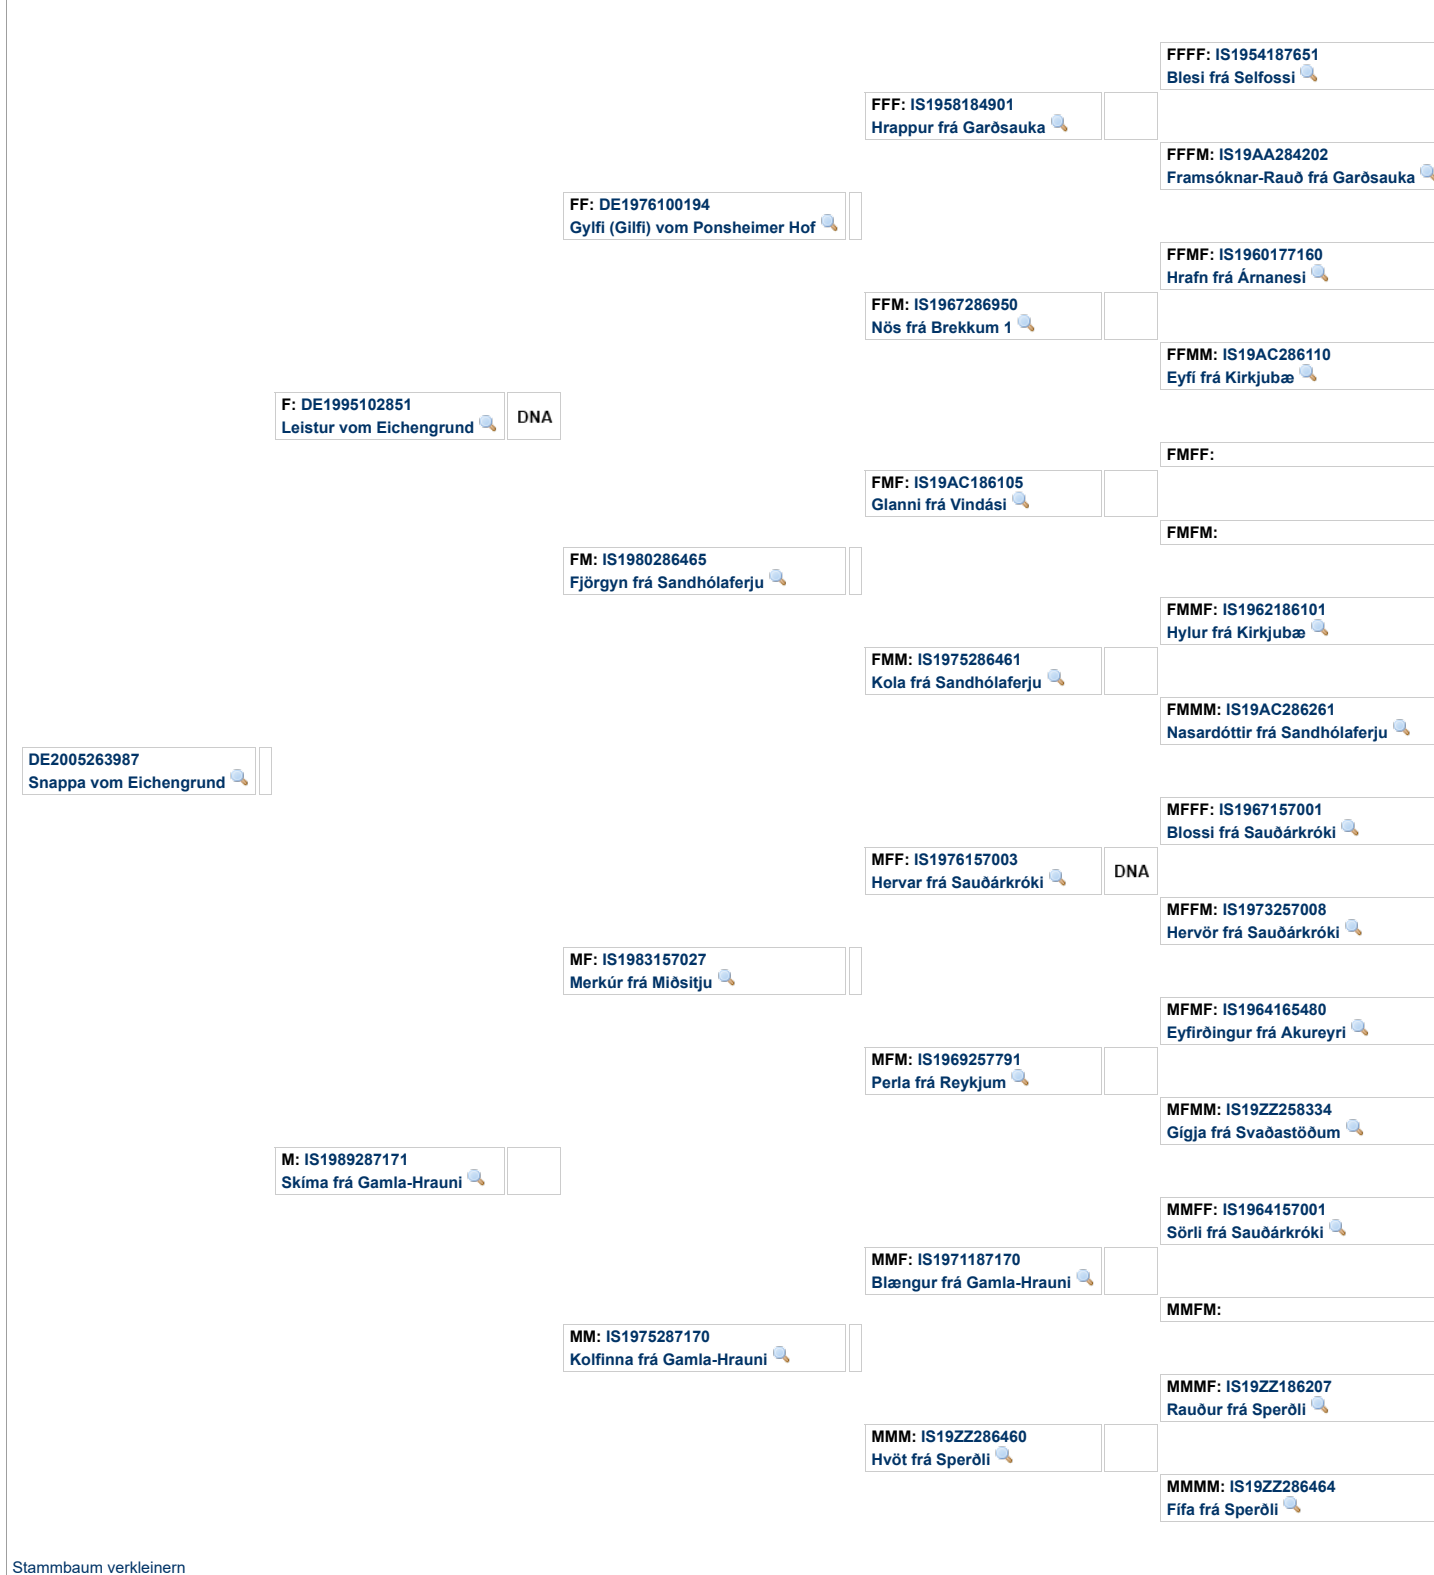 FFFF: IS1954187651
Blesi frá Selfossi
FFF: IS1958184901
Hrappur frá Garðsauka
FFFM: IS19AA284202
Framsóknar-Rauð frá Garðsauka
FF: DE1976100194
Gylfi (Gilfi) vom Ponsheimer Hof
FFMF: IS1960177160
Hrafn frá Árnanesi
FFM: IS1967286950
Nös frá Brekkum 1
FFMM: IS19AC286110
Eyfí frá Kirkjubæ
F: DE1995102851
Leistur vom Eichengrund
DNA
FMFF:
FMF: IS19AC186105
Glanni frá Vindási
FMFM:
FM: IS1980286465
Fjörgyn frá Sandhólaferju
FMMF: IS1962186101
Hylur frá Kirkjubæ
FMM: IS1975286461
Kola frá Sandhólaferju
FMMM: IS19AC286261
Nasardóttir frá Sandhólaferju
DE2005263987
Snappa vom Eichengrund
MFFF: IS1967157001
Blossi frá Sauðárkróki
MFF: IS1976157003
Hervar frá Sauðárkróki
DNA
MFFM: IS1973257008
Hervör frá Sauðárkróki
MF: IS1983157027
Merkúr frá Miðsitju
MFMF: IS1964165480
Eyfirðingur frá Akureyri
MFM: IS1969257791
Perla frá Reykjum
MFMM: IS19ZZ258334
Gígja frá Svaðastöðum
M: IS1989287171
Skíma frá Gamla-Hrauni
MMFF: IS1964157001
Sörli frá Sauðárkróki
MMF: IS1971187170
Blængur frá Gamla-Hrauni
MMFM:
MM: IS1975287170
Kolfinna frá Gamla-Hrauni
MMMF: IS19ZZ186207
Rauður frá Sperðli
MMM: IS19ZZ286460
Hvöt frá Sperðli
MMMM: IS19ZZ286464
Fífa frá Sperðli
Stammbaum verkleinern